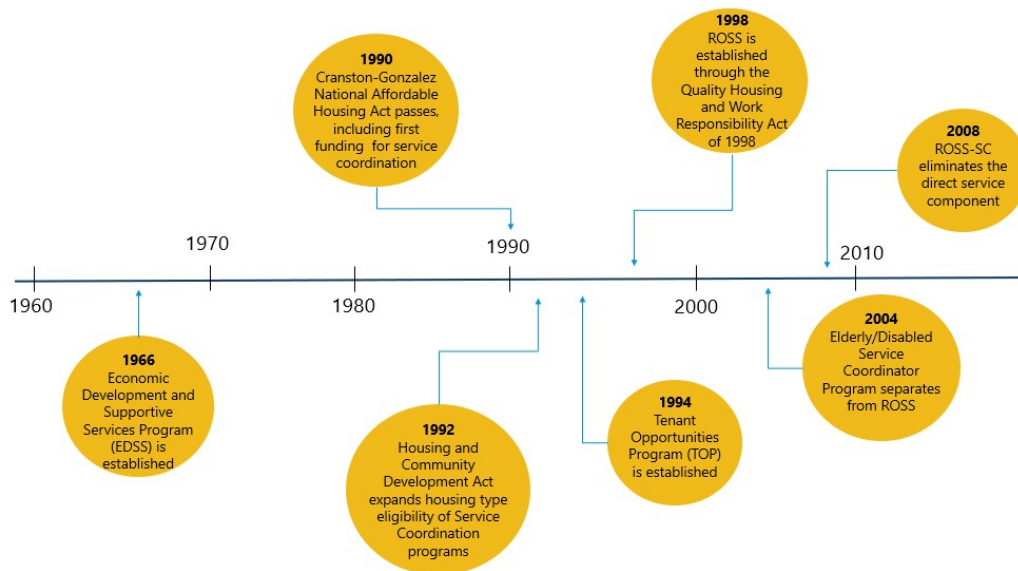 1990
Cranston-Gonzalez
National Affordable
Housing Act passes,
including first
funding for service
coordination
1998
ROSS is
established
through the
Quality Housing
and Work
Responsibility Act
of 1998
2008
ROSS-SC
eliminates the
direct service
component
1970
1990
2010
1960
1980
2000
1966
Economic
Development and
Supportive
Services Program
(EDSS) is
established
1992
Housing and
Community
Development Act
expands housing type
eligibility of Service
Coordination
programs
1994
Tenant
Opportunities
Program (TOP)
is established
2004
Elderly/Disabled
Service
Coordinator
Program separates
from ROSS